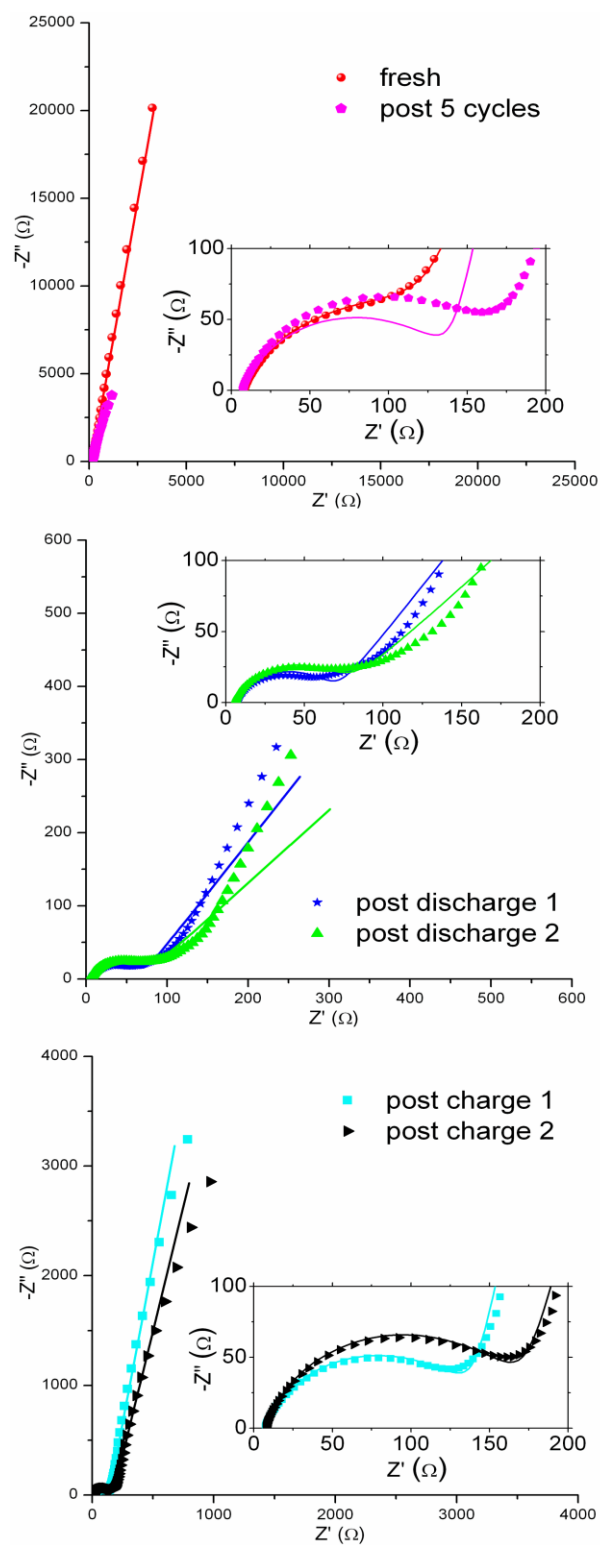 25000
20000
15000
10000
5000
0
-Z'' (Ω)
fresh
post 5 cycles
100
50
0
-Z'' (Ω)
0 50 100 150 200
Z' (Ω)
0 5000 10000 15000 20000 25000
Z' (Ω)
600
500
400
300
200
100
0
-Z'' (Ω)
100
50
0
-Z'' (Ω)
0 50 100 150 200
Z' (Ω)
post discharge 1
post discharge 2
0 100 200 300 400 500 600
Z' (Ω)
4000
3000
2000
1000
0
-Z'' (Ω)
post charge 1
post charge 2
100
50
0
-Z'' (Ω)
0 50 100 150 200
Z' (Ω)
0 1000 2000 3000 4000
Z' (Ω)